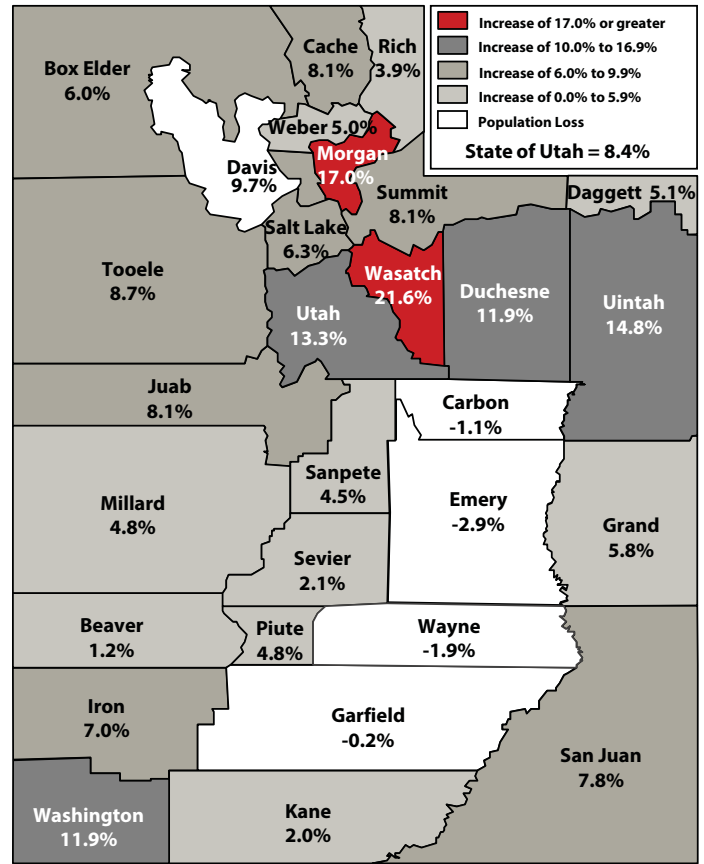 Increase of 17.0% or greater
Increase of 10.0% to 16.9%
Increase of 6.0% to 9.9%
Increase of 0.0% to 5.9%
Population Loss
State of Utah = 8.4%
Box Elder
6.0%
Cache
8.1%
Rich
3.9%
Weber 5.0%
Morgan
17.0%
Davis
9.7%
Summit
8.1%
Daggett 5.1%
Salt Lake
6.3%
Tooele
8.7%
Wasatch
21.6%
Duchesne
11.9%
Uintah
14.8%
Utah
13.3%
Juab
8.1%
Carbon
-1.1%
Sanpete
4.5%
Millard
4.8%
Emery
-2.9%
Grand
5.8%
Sevier
2.1%
Beaver
1.2%
Piute
4.8%
Wayne
-1.9%
Iron
7.0%
Garfield
-0.2%
San Juan
7.8%
Washington
11.9%
Kane
2.0%